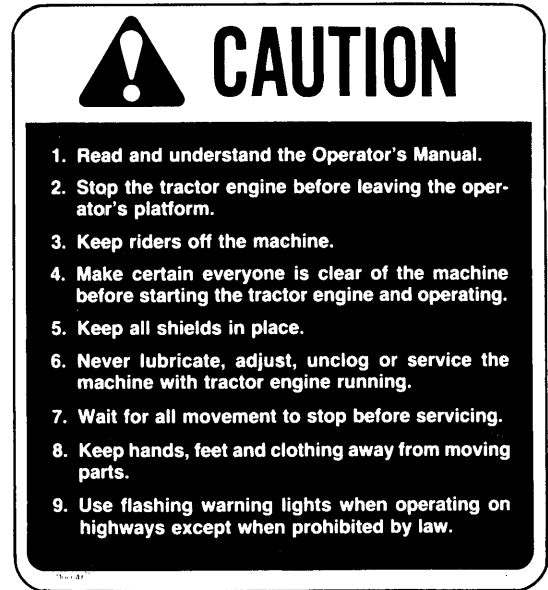 CAUTION
1. Read and understand the Operator's Manual.
2. Stop the tractor engine before leaving the oper-
ator's platform.
3. Keep riders off the machine.
4. Make certain everyone is clear of the machine
before starting the tractor engine and operating.
5. Keep all shields in place.
6. Never lubricate, adjust, unclog or service the
machine with tractor engine running.
7. Wait for all movement to stop before servicing.
8. Keep hands, feet and clothing away from moving
parts.
9. Use flashing warning lights when operating on
highways except when prohibited by law.